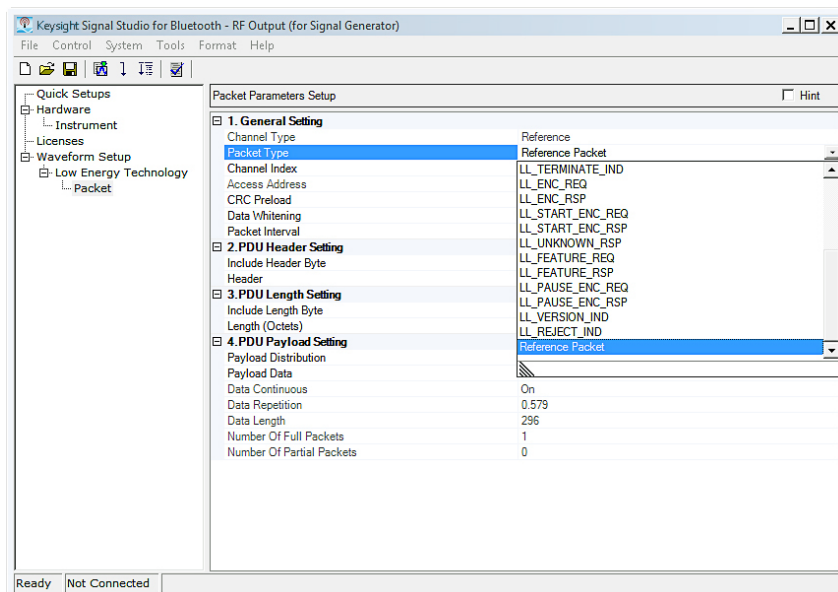 Keysight Signal Studio for Bluetooth - RF Output (for Signal Generator)
File Control System Tools Format Help
Quick Setups
Hardware
Instrument
Licenses
Waveform Setup
Low Energy Technology
Packet
Packet Parameters Setup Hint
1. General Setting
Channel Type Reference
Packet Type Reference Packet
Channel Index
Access Address
CRC Preload
Data Whitening
Packet Interval
2.PDU Header Setting
Include Header Byte
Header
3.PDU Length Setting
Include Length Byte
Length (Octets)
4.PDU Payload Setting
Payload Distribution
Payload Data
LL_TERMINATE_IND
LL_ENC_REQ
LL_ENC_RSP
LL_START_ENC_REQ
LL_START_ENC_RSP
LL_UNKNOWN_RSP
LL_FEATURE_REQ
LL_FEATURE_RSP
LL_PAUSE_ENC_REQ
LL_PAUSE_ENC_RSP
LL_VERSION_IND
LL_REJECT_IND
Reference Packet
Data Continuous On
Data Repetition 0.579
Data Length 296
Number Of Full Packets 1
Number Of Partial Packets 0
Ready Not Connected